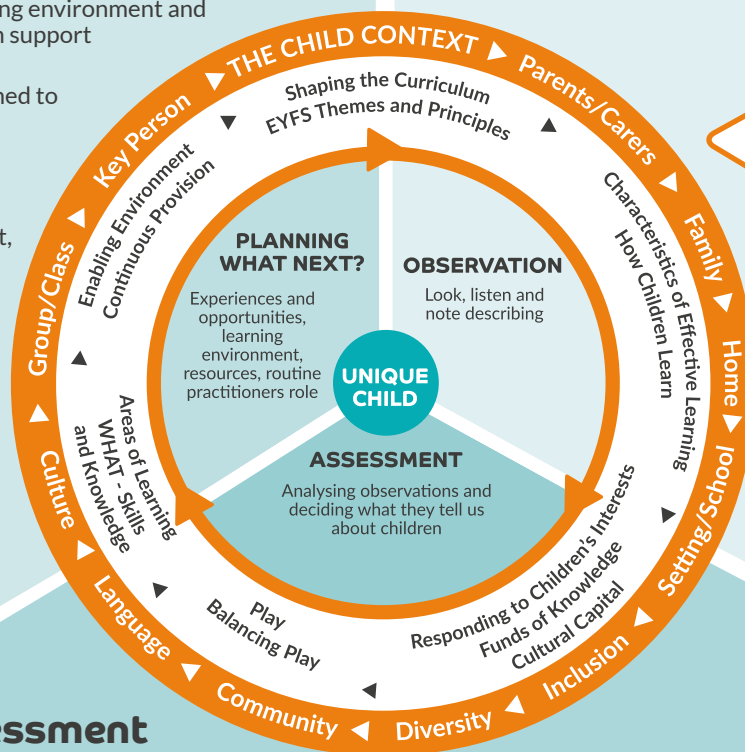 ng environment and
support
ned to
THE CHILD CONTEXT
Parents/Carers
Family
Home
Setting/School
Inclusion
Diversity
Community
Language
Culture
Group/Class
Key Person
Shaping the Curriculum
EYFS Themes and Principles
Characteristics of Effective Learning
How Children Learn
Responding to Children's Interests
Funds of Knowledge
Cultural Capital
Play
Balancing Play
Areas of Learning
WHAT - Skills
and Knowledge
Enabling Environment
Continuous Provision
PLANNING
WHAT NEXT?
Experiences and
opportunities,
learning
environment,
resources, routine
practitioners role
OBSERVATION
Look, listen and
note describing
UNIQUE
CHILD
ASSESSMENT
Analysing observations and
deciding what they tell us
about children
essment